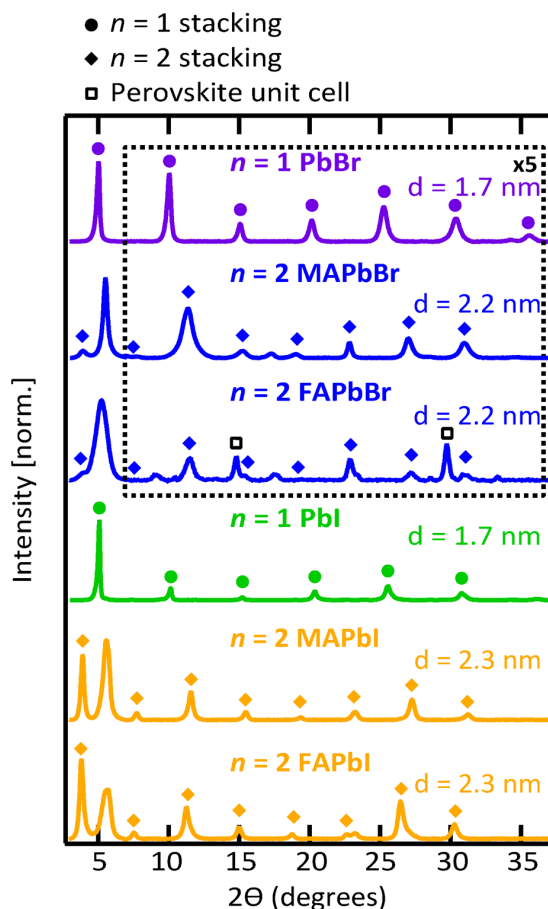 n = 1 stacking
n = 2 stacking
Perovskite unit cell
x5
n = 1 PbBr
d = 1.7 nm
n = 2 MAPbBr
d = 2.2 nm
n = 2 FAPbBr
d = 2.2 nm
n = 1 PbI
d = 1.7 nm
n = 2 MAPbI
d = 2.3 nm
n = 2 FAPbI
d = 2.3 nm
Intensity [norm.]
5 10 15 20 25 30 35
2Θ (degrees)